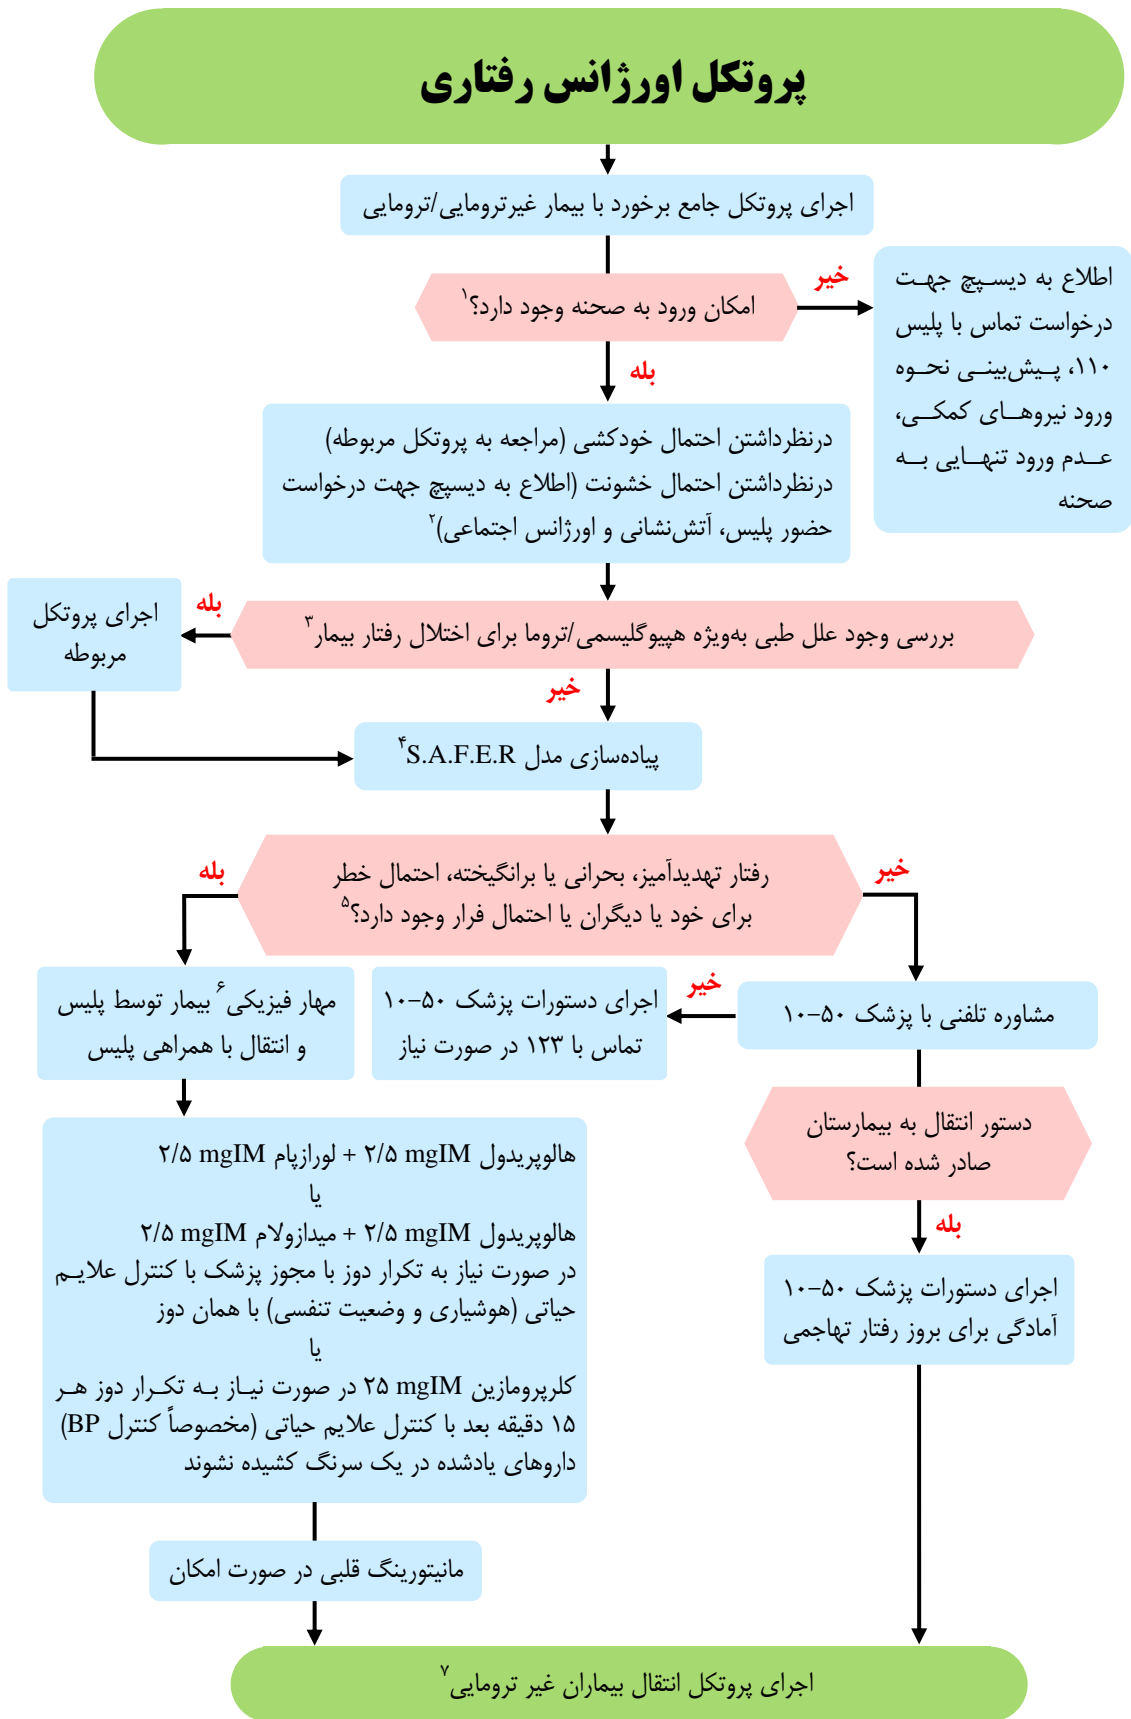 پروتکل اورژانس رفتاری
اجرای پروتکل جامع برخورد با بیمار غیرترومایی/ترومایی
امکان ورود به صحنه وجود دارد؟۱
خیر
اطلاع به دیسپچ جهت
درخواست تماس با پلیس
۱۱۰، پیش‌بینی نحوه
ورود نیروهای کمکی،
عدم ورود تنهایی به
صحنه
بله
درنظرداشتن احتمال خودکشی (مراجعه به پروتکل مربوطه)
درنظرداشتن احتمال خشونت (اطلاع به دیسپچ جهت درخواست
حضور پلیس، آتش‌نشانی و اورژانس اجتماعی)۲
بررسی وجود علل طبی به‌ویژه هیپوگلیسمی/تروما برای اختلال رفتار بیمار۳
بله
اجرای پروتکل
مربوطه
خیر
پیاده‌سازی مدل S.A.F.E.R۴
رفتار تهدیدآمیز، بحرانی یا برانگیخته، احتمال خطر
برای خود یا دیگران یا احتمال فرار وجود دارد؟۵
خیر
بله
مشاوره تلفنی با پزشک ۵۰-۱۰
خیر
اجرای دستورات پزشک ۵۰-۱۰
تماس با ۱۲۳ در صورت نیاز
مهار فیزیکی۶ بیمار توسط پلیس
و انتقال با همراهی پلیس
دستور انتقال به بیمارستان
صادر شده است؟
بله
اجرای دستورات پزشک ۵۰-۱۰
آمادگی برای بروز رفتار تهاجمی
هالوپریدول ۲/۵ mgIM + لورازپام ۲/۵ mgIM
یا
هالوپریدول ۲/۵ mgIM + میدازولام ۲/۵ mgIM
در صورت نیاز به تکرار دوز با مجوز پزشک با کنترل علایم
حیاتی (هوشیاری و وضعیت تنفسی) با همان دوز
یا
کلرپرومازین ۲۵ mgIM در صورت نیاز به تکرار دوز هر
۱۵ دقیقه بعد با کنترل علایم حیاتی (مخصوصاً کنترل BP)
داروهای یادشده در یک سرنگ کشیده نشوند
مانیتورینگ قلبی در صورت امکان
اجرای پروتکل انتقال بیماران غیر ترومایی۷